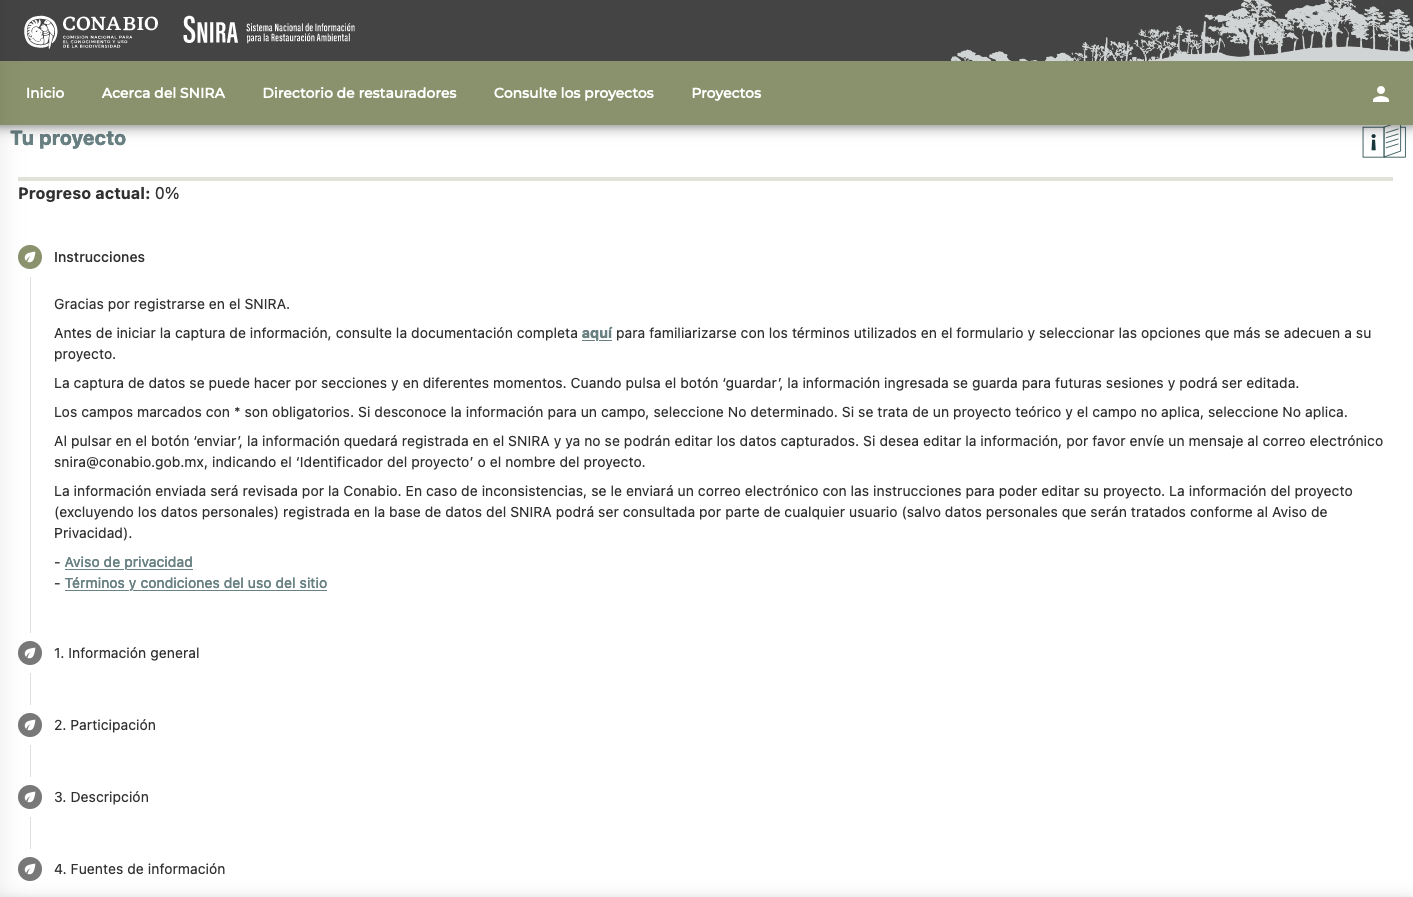 CONABIO
COMISIÓN NACIONAL PARA
EL CONOCIMIENTO Y USO
DE LA BIODIVERSIDAD
SNIRA
Sistema Nacional de Información
para la Restauración Ambiental
Inicio
Acerca del SNIRA
Directorio de restauradores
Consulte los proyectos
Proyectos
Tu proyecto
Progreso actual: 0%
Instrucciones
Gracias por registrarse en el SNIRA.
Antes de iniciar la captura de información, consulte la documentación completa aquí para familiarizarse con los términos utilizados en el formulario y seleccionar las opciones que más se adecuen a su
proyecto.
La captura de datos se puede hacer por secciones y en diferentes momentos. Cuando pulsa el botón ‘guardar’, la información ingresada se guarda para futuras sesiones y podrá ser editada.
Los campos marcados con * son obligatorios. Si desconoce la información para un campo, seleccione No determinado. Si se trata de un proyecto teórico y el campo no aplica, seleccione No aplica.
Al pulsar en el botón ‘enviar’, la información quedará registrada en el SNIRA y ya no se podrán editar los datos capturados. Si desea editar la información, por favor envíe un mensaje al correo electrónico
snira@conabio.gob.mx, indicando el ‘Identificador del proyecto’ o el nombre del proyecto.
La información enviada será revisada por la Conabio. En caso de inconsistencias, se le enviará un correo electrónico con las instrucciones para poder editar su proyecto. La información del proyecto
(excluyendo los datos personales) registrada en la base de datos del SNIRA podrá ser consultada por parte de cualquier usuario (salvo datos personales que serán tratados conforme al Aviso de
Privacidad).
- Aviso de privacidad
- Términos y condiciones del uso del sitio
1. Información general
2. Participación
3. Descripción
4. Fuentes de información